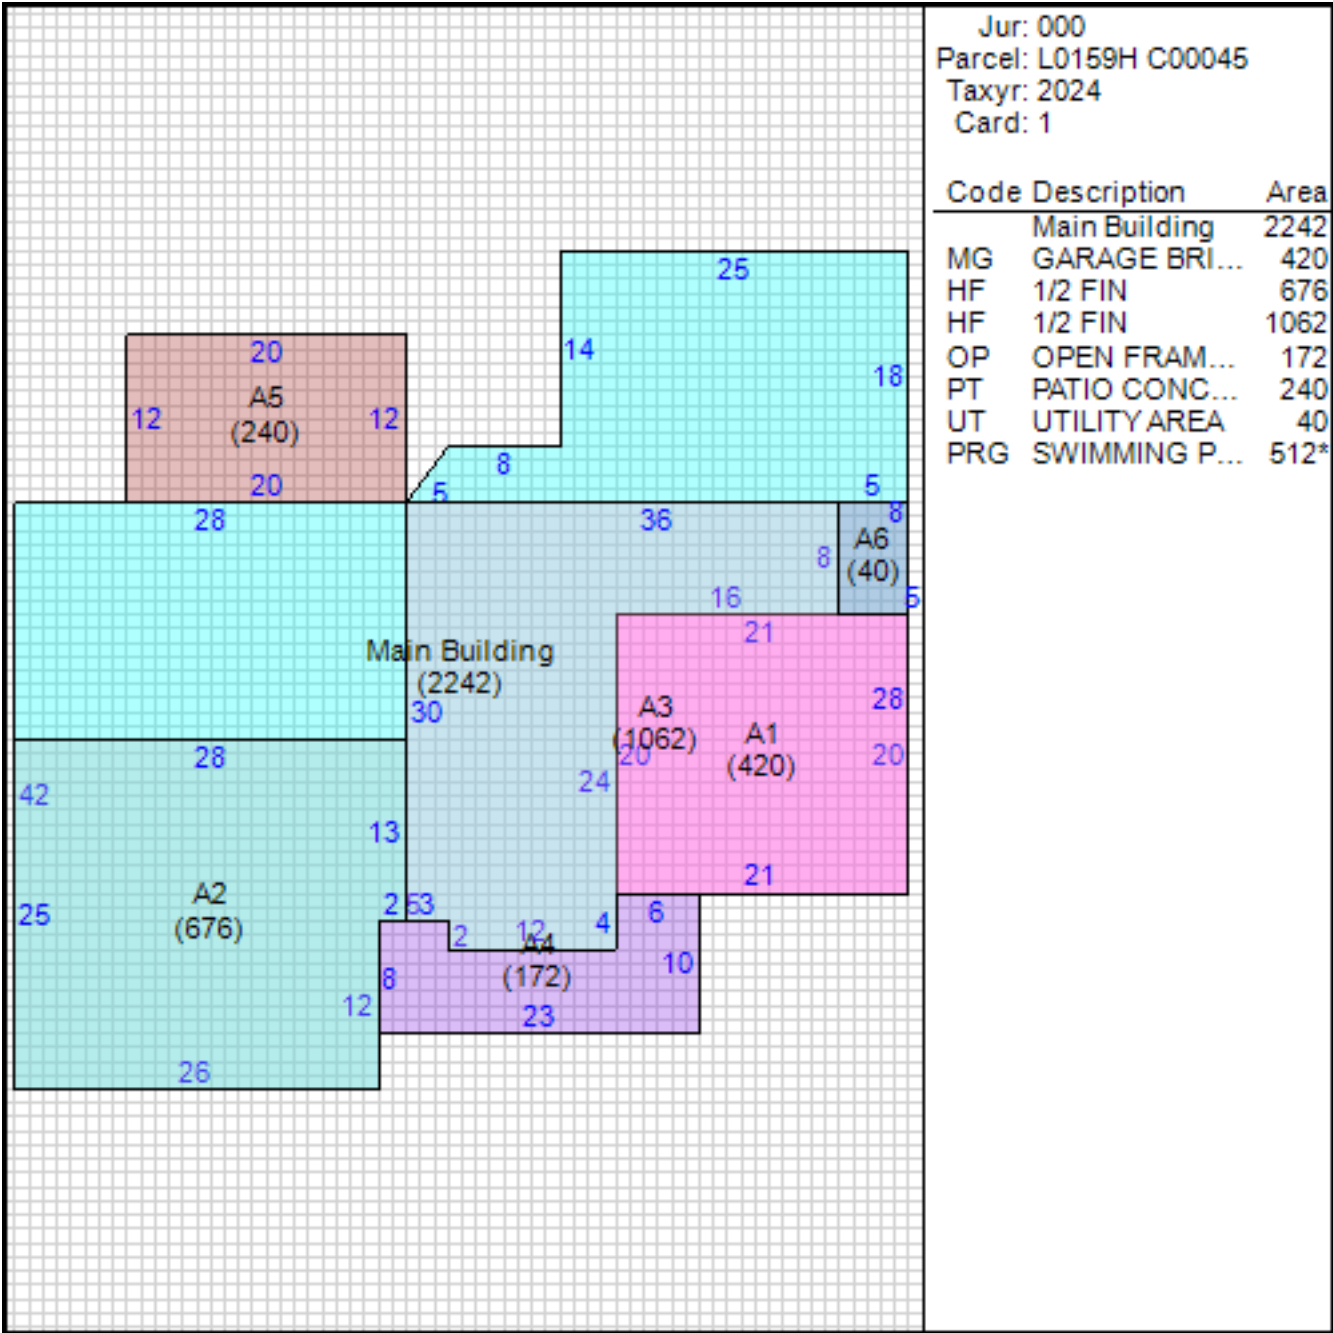 Jur: 000
Parcel: L0159H C00045
Taxyr: 2024
Card: 1
Code Description Area
Main Building 2242
MG GARAGE BRI... 420
HF 1/2 FIN 676
HF 1/2 FIN 1062
OP OPEN FRAM... 172
PT PATIO CONC... 240
UT UTILITY AREA 40
PRG SWIMMING P... 512*
25
14
18
20
A5
(240)
12
12
20
8
5
5
28
36
8
A6
(40)
8
5
16
21
Main Building
(2242)
30
A3
(1062)
20
A1
(420)
28
20
24
28
42
13
21
A2
(676)
25
2
53
2
12
4
6
A4
(172)
10
8
12
23
26